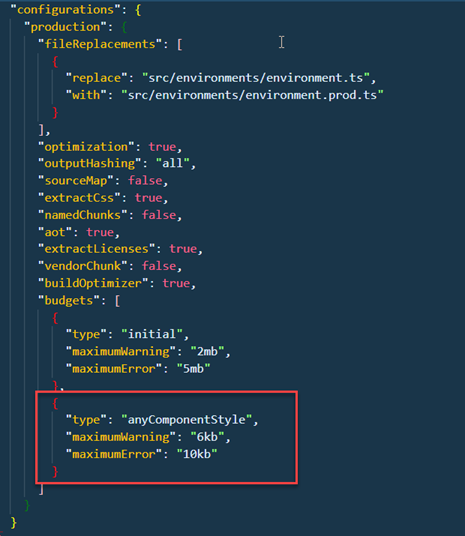 "configurations": {
"production": {
"fileReplacements": [
{
"replace": "src/environments/environment.ts",
"with": "src/environments/environment.prod.ts"
}
],
"optimization": true,
"outputHashing": "all",
"sourceMap": false,
"extractCss": true,
"namedChunks": false,
"aot": true,
"extractLicenses": true,
"vendorChunk": false,
"buildOptimizer": true,
"budgets": [
{
"type": "initial",
"maximumWarning": "2mb",
"maximumError": "5mb"
},
{
"type": "anyComponentStyle",
"maximumWarning": "6kb",
"maximumError": "10kb"
}
]
}
}